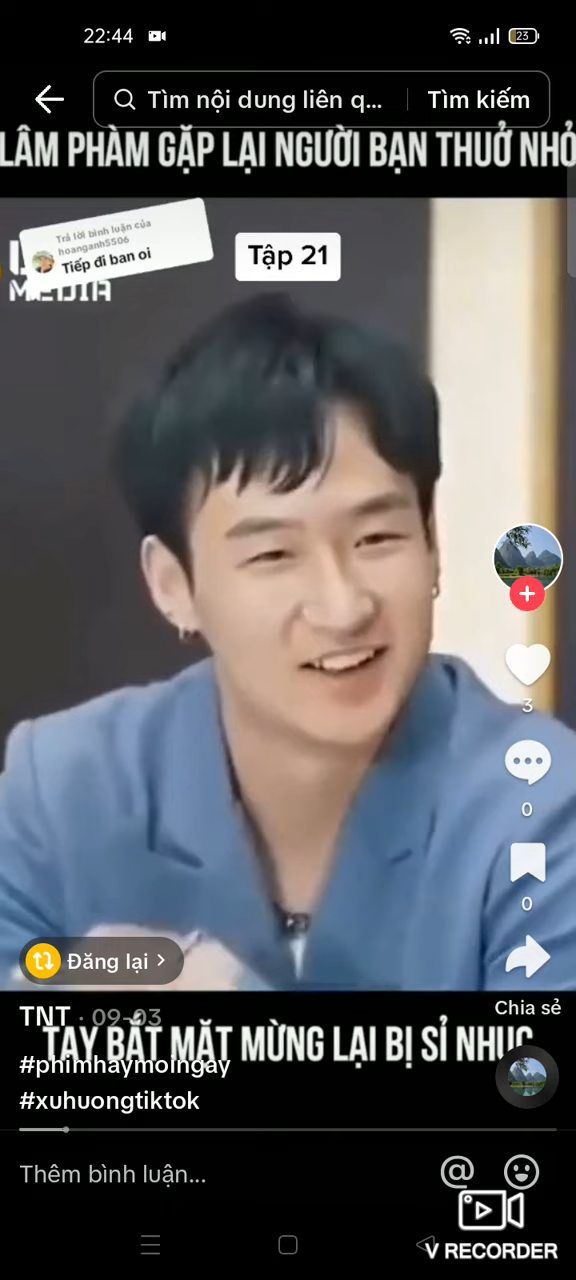 22:44
23
Tìm nội dung liên q...
Tìm kiếm
LÂM PHÀM GẶP LẠI NGƯỜI BẠN THUỞ NHỎ
Trả lời bình luận của
hoanganh5506
Tiếp đi ban oi
Tập 21
MEDIA
3
0
0
Đăng lại
Chia sẻ
TNT · 09-03
TAY BẮT MẶT MỪNG LẠI BỊ SỈ NHỤC
#phimhaymoingay
#xuhuongtiktok
Thêm bình luận...
V RECORDER